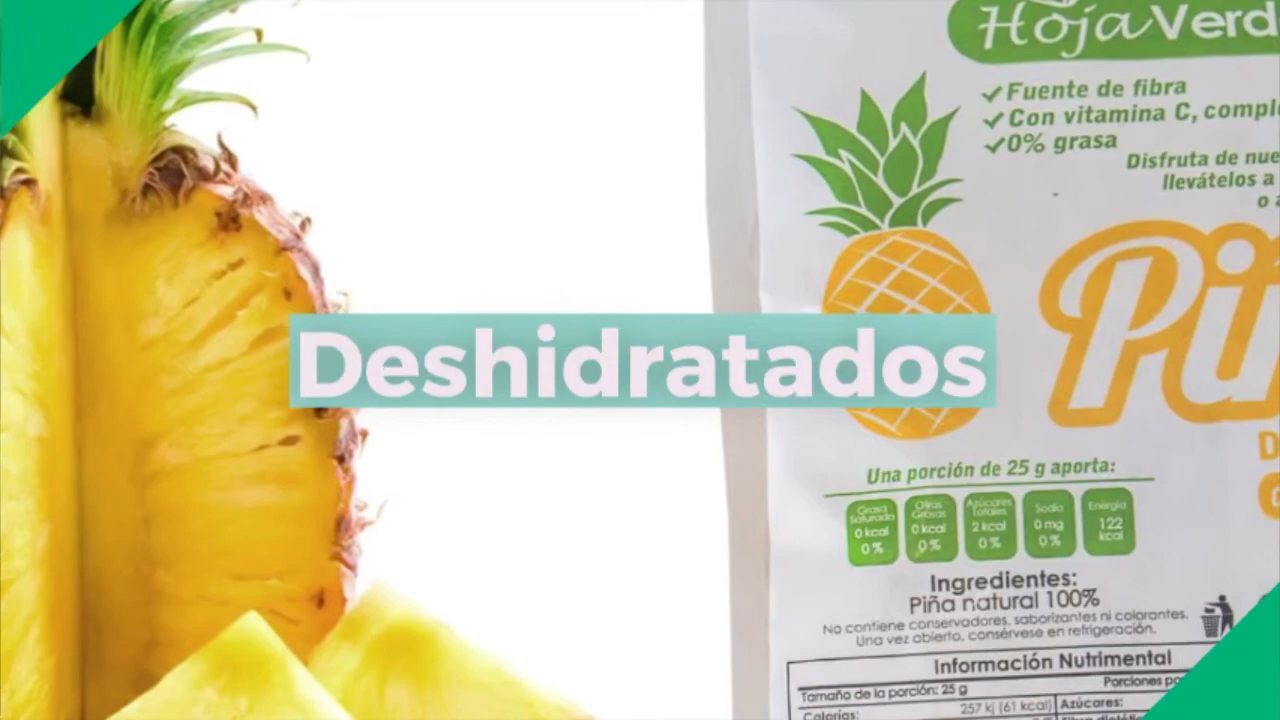 HojaVerd
Fuente de fibra
Con vitamina C, compl
0% grasa
Disfruta de nue
llevátelos a
o a
Piñ
Deshidratados
Una porción de 25 g aporta:
Grasa Saturada
0 kcal
0 %
Otras Grasas
0 kcal
0 %
Azúcares Totales
2 kcal
0 %
Sodio
0 mg
0 %
Energía
122 kcal
Ingredientes:
Piña natural 100%
No contiene conservadores, saborizantes ni colorantes.
Una vez abierto, consérvese en refrigeración.
Información Nutrimental
Tamaño de la porción: 25 g
Porciones po
Calorías: 257 kj (61 kcal)
Azúcares: